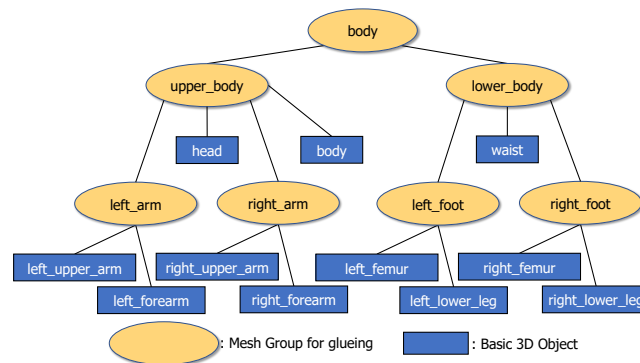 body
upper_body
lower_body
head
body
waist
left_arm
right_arm
left_foot
right_foot
left_upper_arm
right_upper_arm
left_femur
right_femur
left_forearm
right_forearm
left_lower_leg
right_lower_leg
: Mesh Group for glueing
: Basic 3D Object